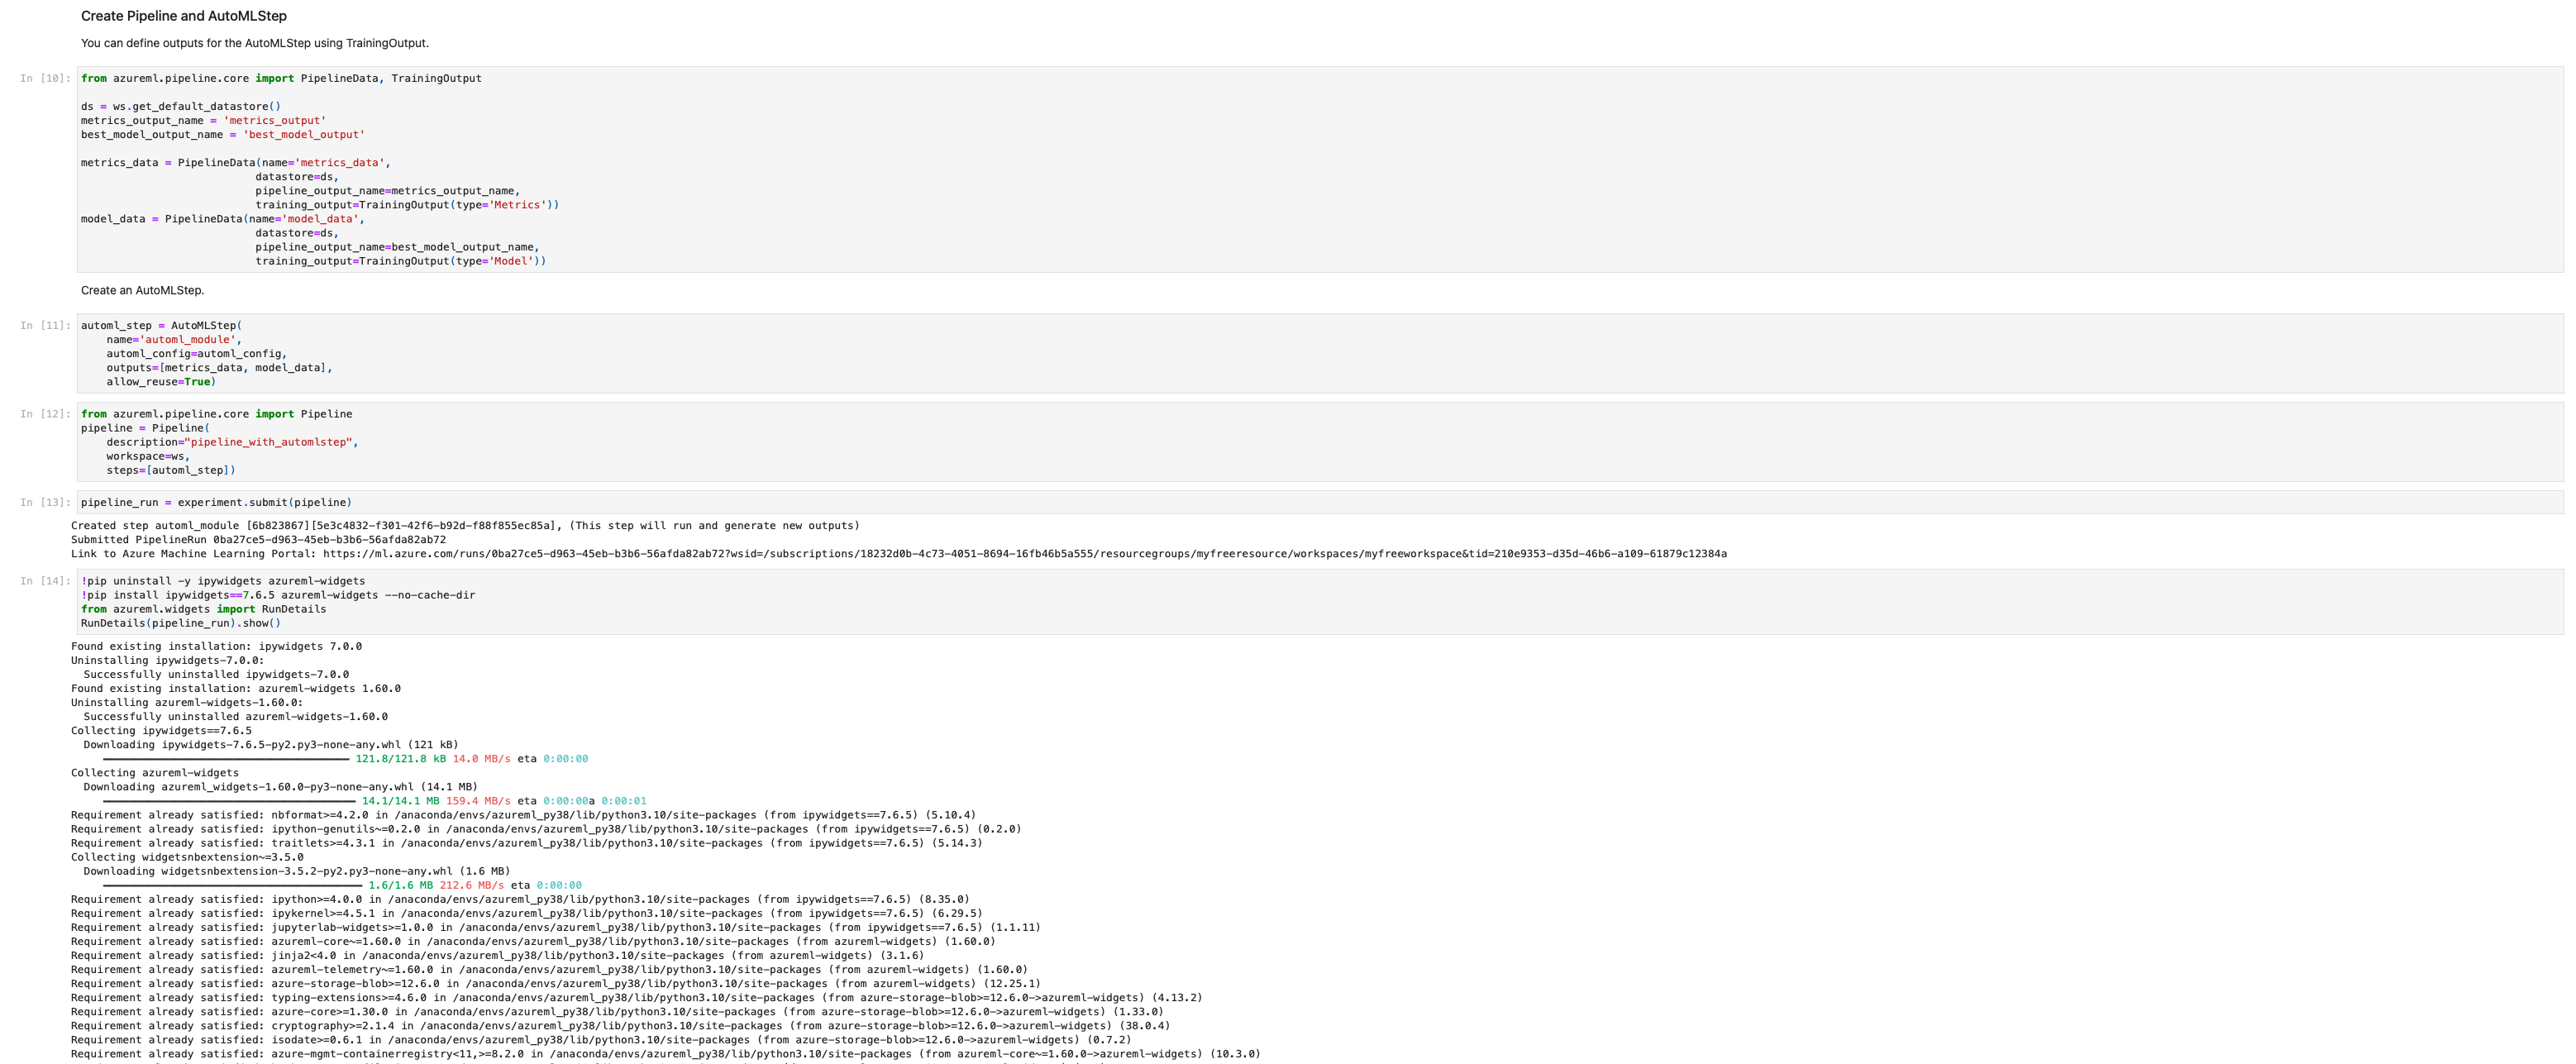 Create Pipeline and AutoMLStep
You can define outputs for the AutoMLStep using TrainingOutput.
In [10]: from azureml.pipeline.core import PipelineData, TrainingOutput
ds = ws.get_default_datastore()
metrics_output_name = 'metrics_output'
best_model_output_name = 'best_model_output'
metrics_data = PipelineData(name='metrics_data',
datastore=ds,
pipeline_output_name=metrics_output_name,
training_output=TrainingOutput(type='Metrics'))
model_data = PipelineData(name='model_data',
datastore=ds,
pipeline_output_name=best_model_output_name,
training_output=TrainingOutput(type='Model'))
Create an AutoMLStep.
In [11]: automl_step = AutoMLStep(
name='automl_module',
automl_config=automl_config,
outputs=[metrics_data, model_data],
allow_reuse=True)
In [12]: from azureml.pipeline.core import Pipeline
pipeline = Pipeline(
description="pipeline_with_automlstep",
workspace=ws,
steps=[automl_step])
In [13]: pipeline_run = experiment.submit(pipeline)
Created step automl_module [6b823867][5e3c4832-f301-42f6-b92d-f88f855ec85a], (This step will run and generate new outputs)
Submitted PipelineRun 0ba27ce5-d963-45eb-b3b6-56afda82ab72
Link to Azure Machine Learning Portal: https://ml.azure.com/runs/0ba27ce5-d963-45eb-b3b6-56afda82ab72?wsid=/subscriptions/18232d0b-4c73-4051-8694-16fb46b5a555/resourcegroups/myfreeresource/workspaces/myfreeworkspace&tid=210e9353-d35d-46b6-a109-61879c12384a
In [14]: !pip uninstall -y ipywidgets azureml-widgets
!pip install ipywidgets==7.6.5 azureml-widgets --no-cache-dir
from azureml.widgets import RunDetails
RunDetails(pipeline_run).show()
Found existing installation: ipywidgets 7.0.0
Uninstalling ipywidgets-7.0.0:
Successfully uninstalled ipywidgets-7.0.0
Found existing installation: azureml-widgets 1.60.0
Uninstalling azureml-widgets-1.60.0:
Successfully uninstalled azureml-widgets-1.60.0
Collecting ipywidgets==7.6.5
Downloading ipywidgets-7.6.5-py2.py3-none-any.whl (121 kB)
121.8/121.8 kB 14.0 MB/s eta 0:00:00
Collecting azureml-widgets
Downloading azureml_widgets-1.60.0-py3-none-any.whl (14.1 MB)
14.1/14.1 MB 159.4 MB/s eta 0:00:00a 0:00:01
Requirement already satisfied: nbformat>=4.2.0 in /anaconda/envs/azureml_py38/lib/python3.10/site-packages (from ipywidgets==7.6.5) (5.10.4)
Requirement already satisfied: ipython-genutils~=0.2.0 in /anaconda/envs/azureml_py38/lib/python3.10/site-packages (from ipywidgets==7.6.5) (0.2.0)
Requirement already satisfied: traitlets>=4.3.1 in /anaconda/envs/azureml_py38/lib/python3.10/site-packages (from ipywidgets==7.6.5) (5.14.3)
Collecting widgetsnbextension~=3.5.0
Downloading widgetsnbextension-3.5.2-py2.py3-none-any.whl (1.6 MB)
1.6/1.6 MB 212.6 MB/s eta 0:00:00
Requirement already satisfied: ipython>=4.0.0 in /anaconda/envs/azureml_py38/lib/python3.10/site-packages (from ipywidgets==7.6.5) (8.35.0)
Requirement already satisfied: ipykernel>=4.5.1 in /anaconda/envs/azureml_py38/lib/python3.10/site-packages (from ipywidgets==7.6.5) (6.29.5)
Requirement already satisfied: jupyterlab-widgets>=1.0.0 in /anaconda/envs/azureml_py38/lib/python3.10/site-packages (from ipywidgets==7.6.5) (1.1.11)
Requirement already satisfied: azureml-core~=1.60.0 in /anaconda/envs/azureml_py38/lib/python3.10/site-packages (from azureml-widgets) (1.60.0)
Requirement already satisfied: jinja2<4.0 in /anaconda/envs/azureml_py38/lib/python3.10/site-packages (from azureml-widgets) (3.1.6)
Requirement already satisfied: azureml-telemetry~=1.60.0 in /anaconda/envs/azureml_py38/lib/python3.10/site-packages (from azureml-widgets) (1.60.0)
Requirement already satisfied: azure-storage-blob>=12.6.0 in /anaconda/envs/azureml_py38/lib/python3.10/site-packages (from azureml-widgets) (12.25.1)
Requirement already satisfied: typing-extensions>=4.6.0 in /anaconda/envs/azureml_py38/lib/python3.10/site-packages (from azure-storage-blob>=12.6.0->azureml-widgets) (4.13.2)
Requirement already satisfied: azure-core>=1.30.0 in /anaconda/envs/azureml_py38/lib/python3.10/site-packages (from azure-storage-blob>=12.6.0->azureml-widgets) (1.33.0)
Requirement already satisfied: cryptography>=2.1.4 in /anaconda/envs/azureml_py38/lib/python3.10/site-packages (from azure-storage-blob>=12.6.0->azureml-widgets) (38.0.4)
Requirement already satisfied: isodate>=0.6.1 in /anaconda/envs/azureml_py38/lib/python3.10/site-packages (from azure-storage-blob>=12.6.0->azureml-widgets) (0.7.2)
Requirement already satisfied: azure-mgmt-containerregistry<11,>=8.2.0 in /anaconda/envs/azureml_py38/lib/python3.10/site-packages (from azureml-core~=1.60.0->azureml-widgets) (10.3.0)